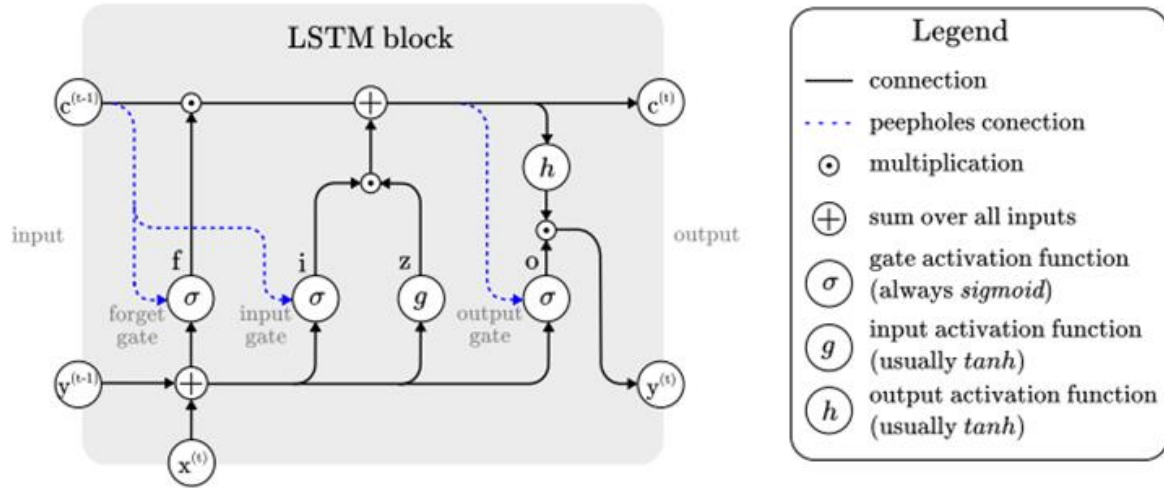 LSTM block
c(t-1)
c(t)
h
input
output
f
i
z
o
σ
σ
g
σ
forget
gate
input
gate
output
gate
y(t-1)
y(t)
x(t)
Legend
connection
peepholes conection
multiplication
sum over all inputs
σ
gate activation function
(always sigmoid)
g
input activation function
(usually tanh)
h
output activation function
(usually tanh)